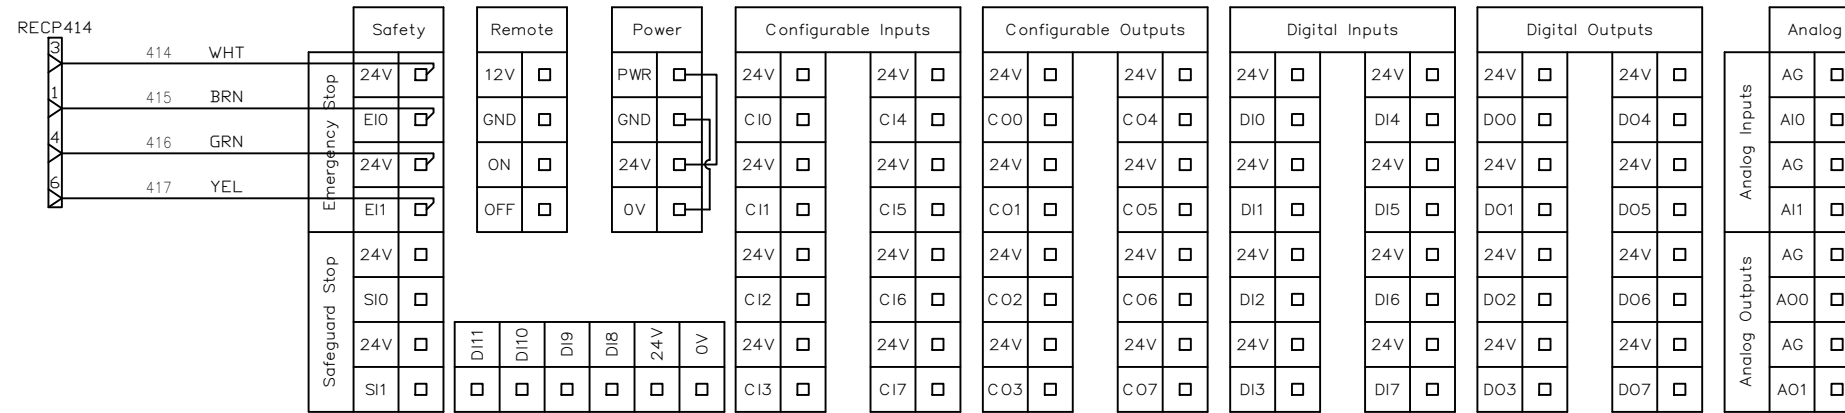 RECP414
3
414 WHT
1
415 BRN
4
416 GRN
6
417 YEL
Safety
Emergency Stop
24V
EI0
24V
EI1
Safeguard Stop
24V
SI0
24V
SI1
Remote
12V
GND
ON
OFF
Power
PWR
GND
24V
0V
DI11 DI10 DI9 DI8 24V 0V
Configurable Inputs
24V 24V
CI0 CI4
24V 24V
CI1 CI5
24V 24V
CI2 CI6
24V 24V
CI3 CI7
Configurable Outputs
24V 24V
CO0 CO4
24V 24V
CO1 CO5
24V 24V
CO2 CO6
24V 24V
CO3 CO7
Digital Inputs
24V 24V
DI0 DI4
24V 24V
DI1 DI5
24V 24V
DI2 DI6
24V 24V
DI3 DI7
Digital Outputs
24V 24V
DO0 DO4
24V 24V
DO1 DO5
24V 24V
DO2 DO6
24V 24V
DO3 DO7
Analog
Analog Inputs
AG
AI0
AG
AI1
Analog Outputs
AG
AO0
AG
AO1